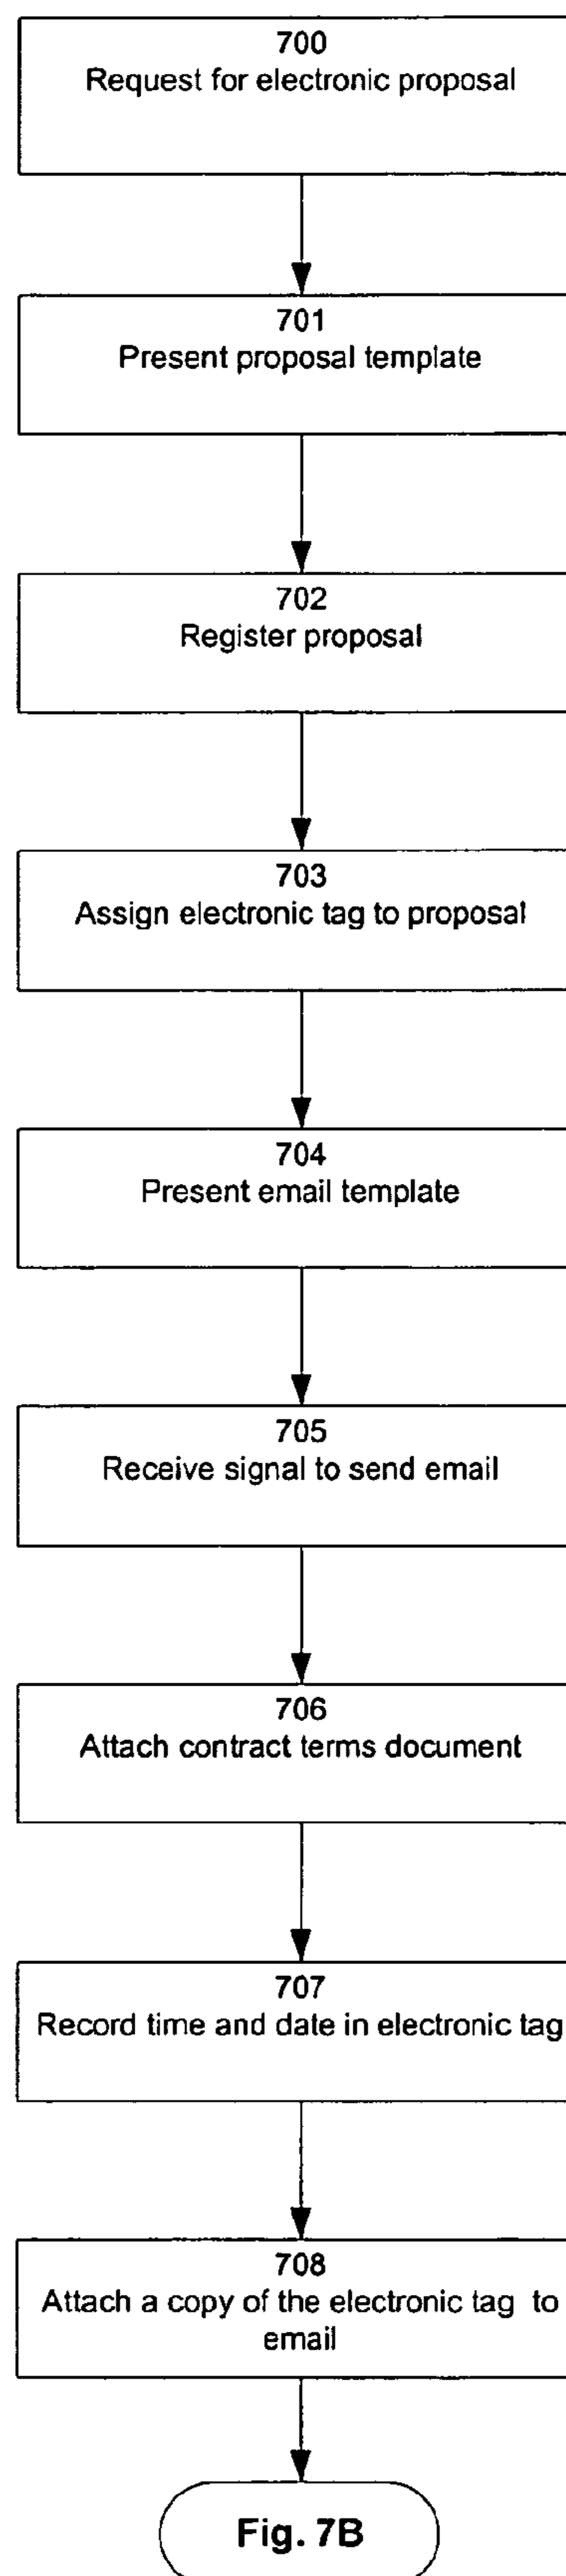 700
Request for electronic proposal
701
Present proposal template
702
Register proposal
703
Assign electronic tag to proposal
704
Present email template
705
Receive signal to send email
706
Attach contract terms document
707
Record time and date in electronic tag
708
Attach a copy of the electronic tag to
email
Fig. 7B